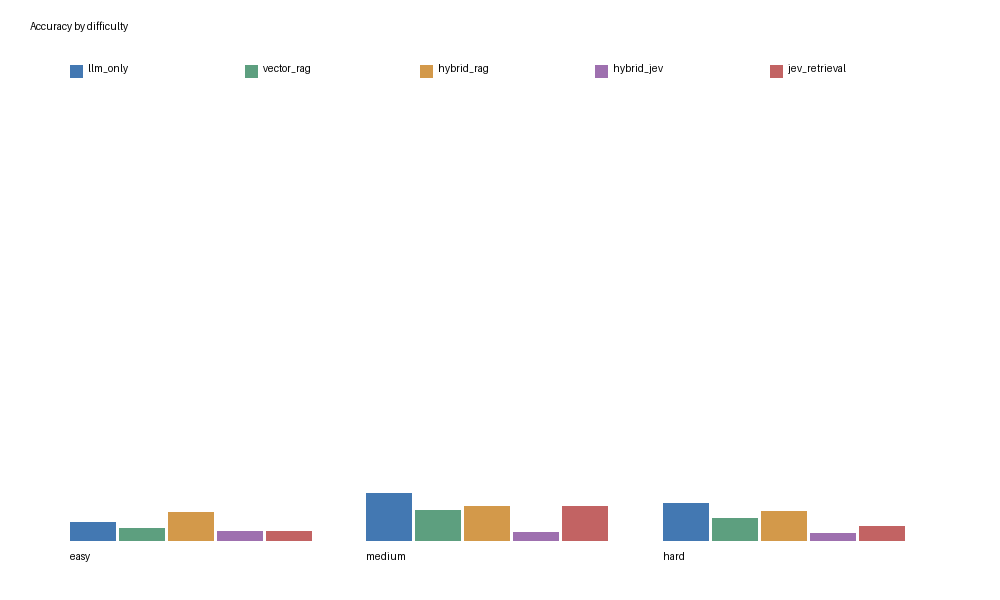 Accuracy by difficulty
llm_only vector_rag hybrid_rag hybrid_jev jev_retrieval
easy medium hard